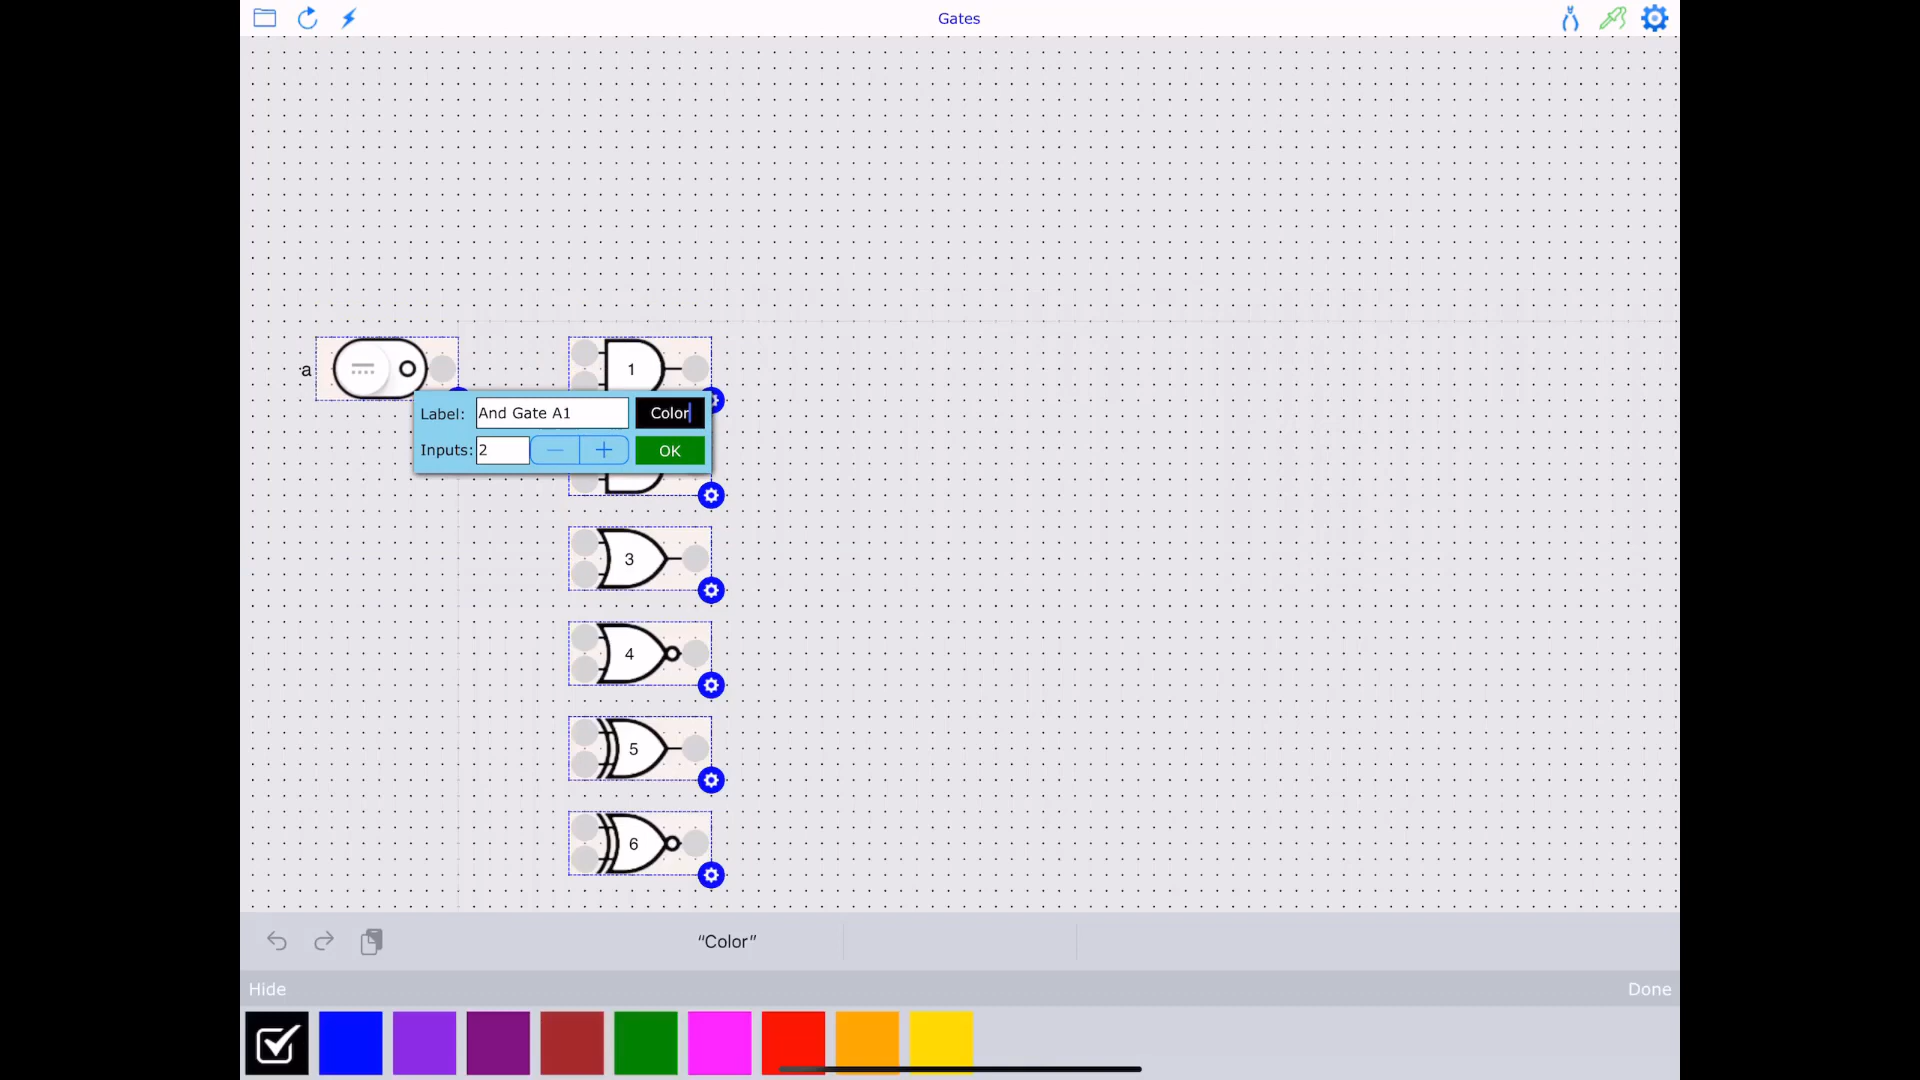 Gates
a
1
Label: And Gate A1 Color
Inputs: 2 OK
3
4
5
6
“Color”
Hide Done